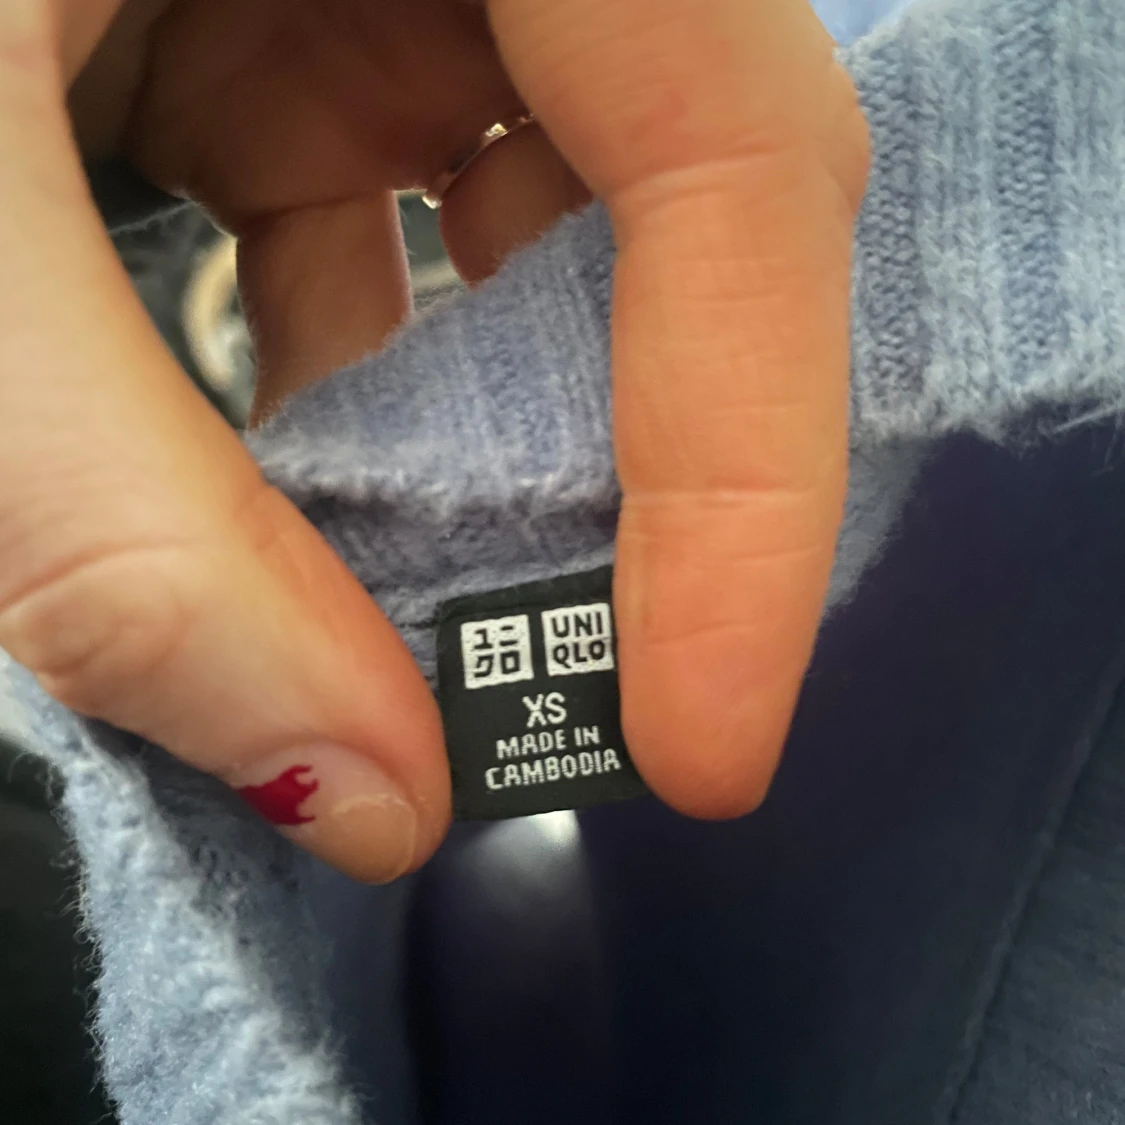 ユニ
クロ
UNI
QLO
XS
MADE IN
CAMBODIA